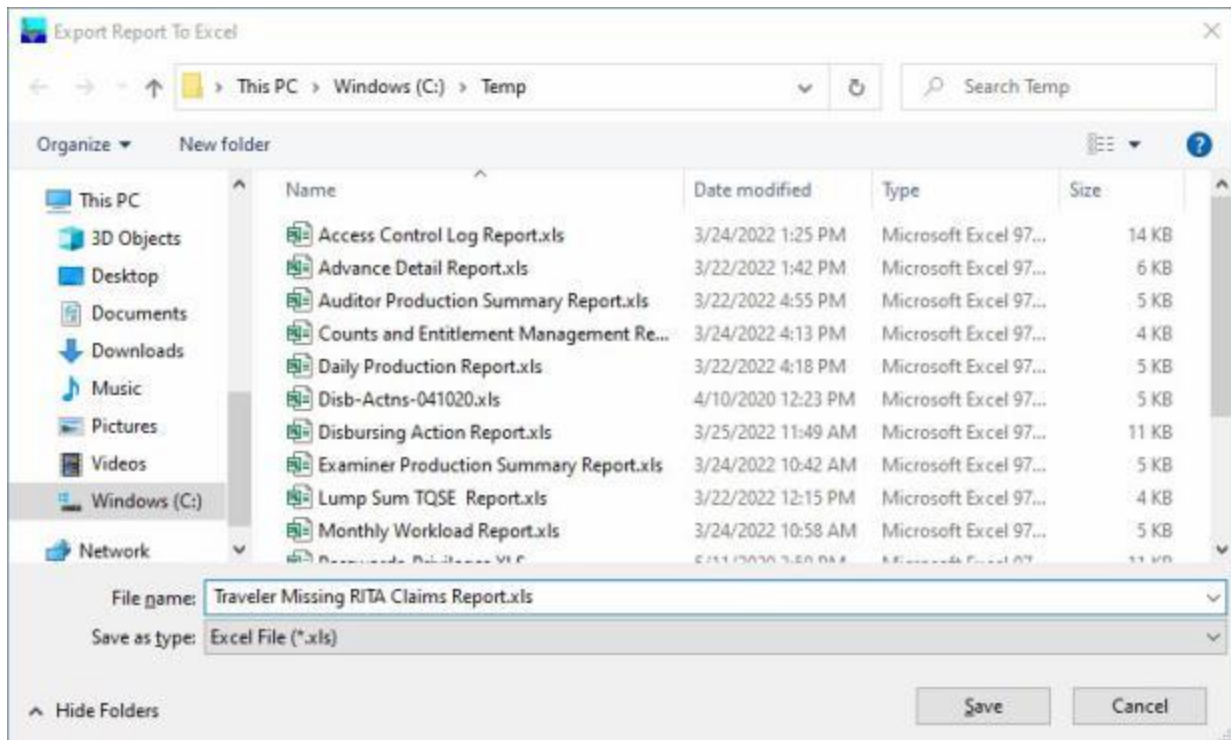 Export Report To Excel
This PC > Windows (C:) > Temp
Search Temp
Organize
New folder
Name Date modified Type Size
This PC
3D Objects
Desktop
Documents
Downloads
Music
Pictures
Videos
Windows (C:)
Network
Access Control Log Report.xls 3/24/2022 1:25 PM Microsoft Excel 97... 14 KB
Advance Detail Report.xls 3/22/2022 1:42 PM Microsoft Excel 97... 6 KB
Auditor Production Summary Report.xls 3/22/2022 4:55 PM Microsoft Excel 97... 5 KB
Counts and Entitlement Management Re... 3/24/2022 4:13 PM Microsoft Excel 97... 4 KB
Daily Production Report.xls 3/22/2022 4:18 PM Microsoft Excel 97... 5 KB
Disb-Actns-041020.xls 4/10/2020 12:23 PM Microsoft Excel 97... 5 KB
Disbursing Action Report.xls 3/25/2022 11:49 AM Microsoft Excel 97... 11 KB
Examiner Production Summary Report.xls 3/24/2022 10:42 AM Microsoft Excel 97... 5 KB
Lump Sum TQSE  Report.xls 3/22/2022 12:15 PM Microsoft Excel 97... 4 KB
Monthly Workload Report.xls 3/24/2022 10:58 AM Microsoft Excel 97... 5 KB
File name: Traveler Missing RITA Claims Report.xls
Save as type: Excel File (*.xls)
Hide Folders
Save
Cancel